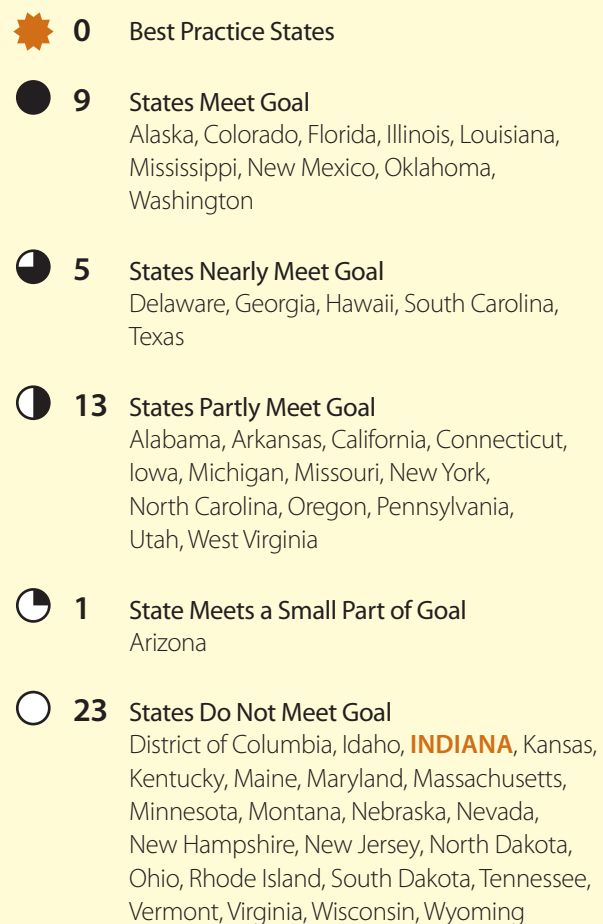 0 Best Practice States
9 States Meet Goal
Alaska, Colorado, Florida, Illinois, Louisiana,
Mississippi, New Mexico, Oklahoma,
Washington
5 States Nearly Meet Goal
Delaware, Georgia, Hawaii, South Carolina,
Texas
13 States Partly Meet Goal
Alabama, Arkansas, California, Connecticut,
Iowa, Michigan, Missouri, New York,
North Carolina, Oregon, Pennsylvania,
Utah, West Virginia
1 State Meets a Small Part of Goal
Arizona
23 States Do Not Meet Goal
District of Columbia, Idaho, INDIANA, Kansas,
Kentucky, Maine, Maryland, Massachusetts,
Minnesota, Montana, Nebraska, Nevada,
New Hampshire, New Jersey, North Dakota,
Ohio, Rhode Island, South Dakota, Tennessee,
Vermont, Virginia, Wisconsin, Wyoming